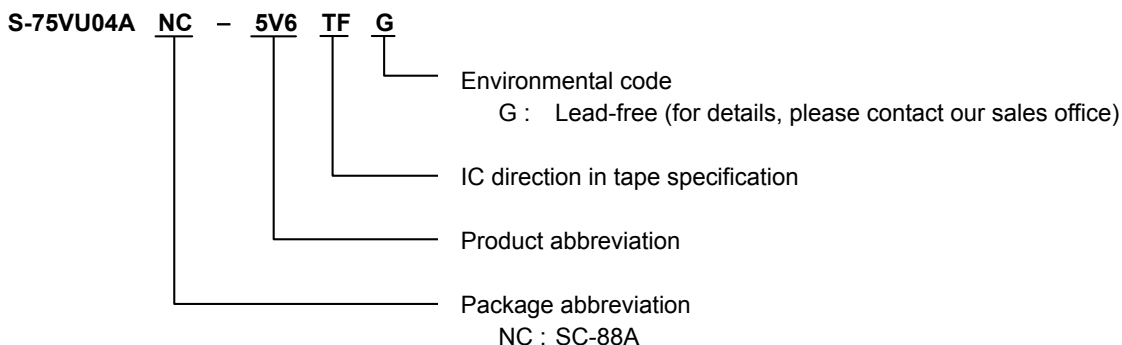 S-75VU04A NC – 5V6 TF G
Environmental code
G : Lead-free (for details, please contact our sales office)
IC direction in tape specification
Product abbreviation
Package abbreviation
NC : SC-88A